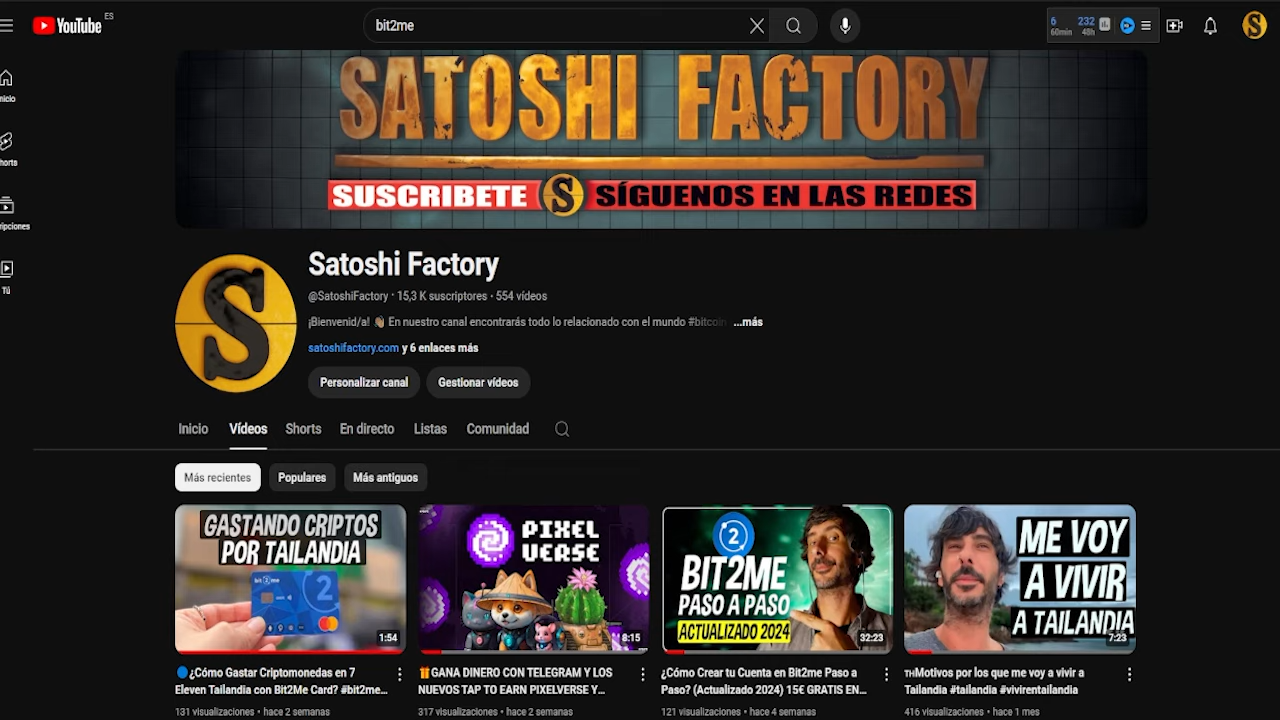 YouTube ES
bit2me
6 232
60min 48h
SATOSHI FACTORY
SUSCRIBETE S SÍGUENOS EN LAS REDES
Inicio
Shorts
ripciones
Tú
Satoshi Factory
@SatoshiFactory · 15,3 K suscriptores · 554 vídeos
¡Bienvenid/a! 👋 En nuestro canal encontrarás todo lo relacionado con el mundo #bitcoin ...más
satoshifactory.com y 6 enlaces más
Personalizar canal Gestionar vídeos
Inicio Vídeos Shorts En directo Listas Comunidad
Más recientes Populares Más antiguos
GASTANDO CRIPTOS
POR TAILANDIA
bit2me 2
1:54
PIXEL
VERSE
8:15
2
BIT2ME
PASO A PASO
ACTUALIZADO 2024
32:23
ME VOY
A VIVIR
A TAILANDIA
7:23
🔵¿Cómo Gastar Criptomonedas en 7
Eleven Tailandia con Bit2Me Card? #bit2me...
131 visualizaciones • hace 2 semanas
🎁GANA DINERO CON TELEGRAM Y LOS
NUEVOS TAP TO EARN PIXELVERSE Y...
317 visualizaciones • hace 2 semanas
¿Cómo Crear tu Cuenta en Bit2me Paso a
Paso? (Actualizado 2024) 15€ GRATIS EN...
121 visualizaciones • hace 4 semanas
🇹🇭Motivos por los que me voy a vivir a
Tailandia #tailandia #vivirentailandia
416 visualizaciones • hace 1 mes